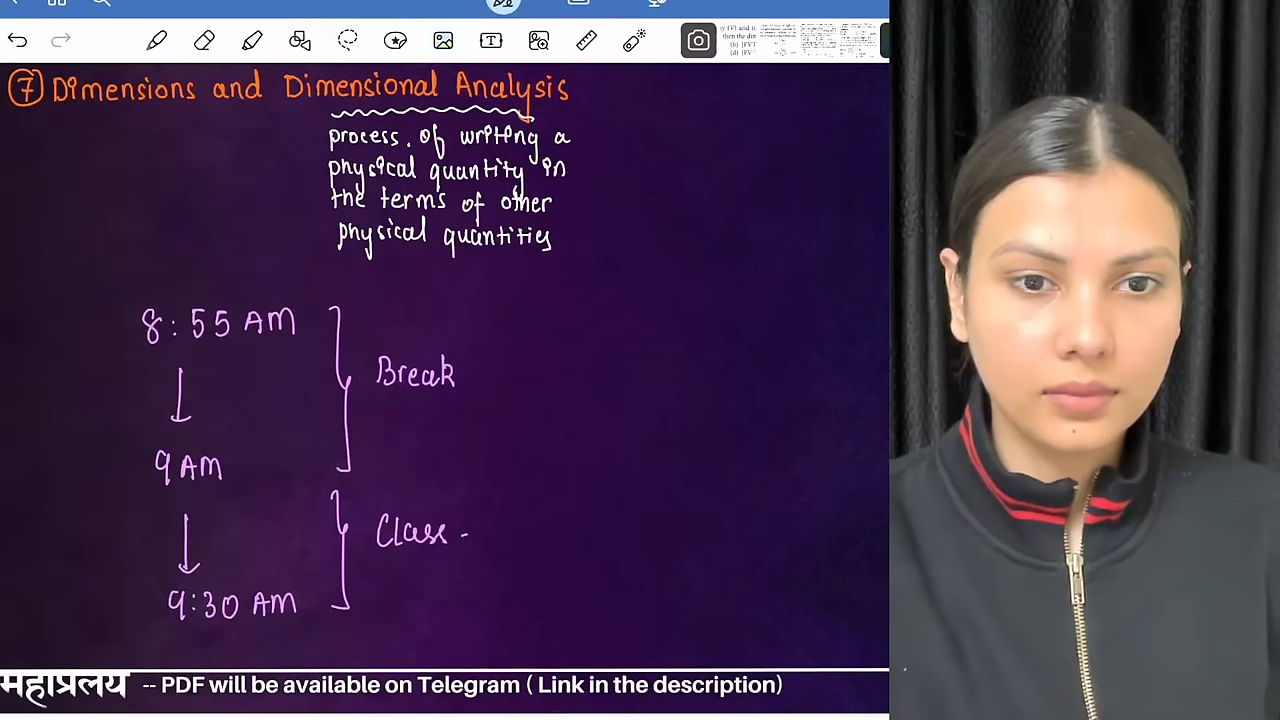 ⑦ Dimensions and Dimensional Analysis
process. of writing a
physical quantity in
the terms of other
physical quantities
8:55 AM
Break
9 AM
Class -
9:30 AM
महाप्रलय -- PDF will be available on Telegram ( Link in the description)